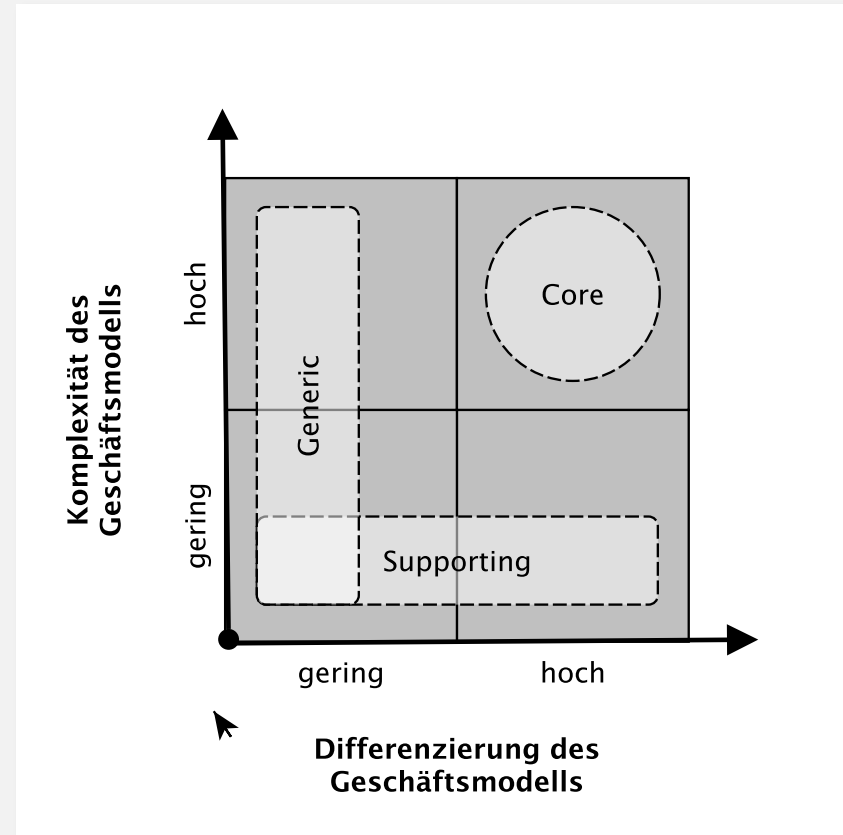 Komplexität des
Geschäftsmodells
hoch
gering
Generic
Core
Supporting
gering
hoch
Differenzierung des
Geschäftsmodells